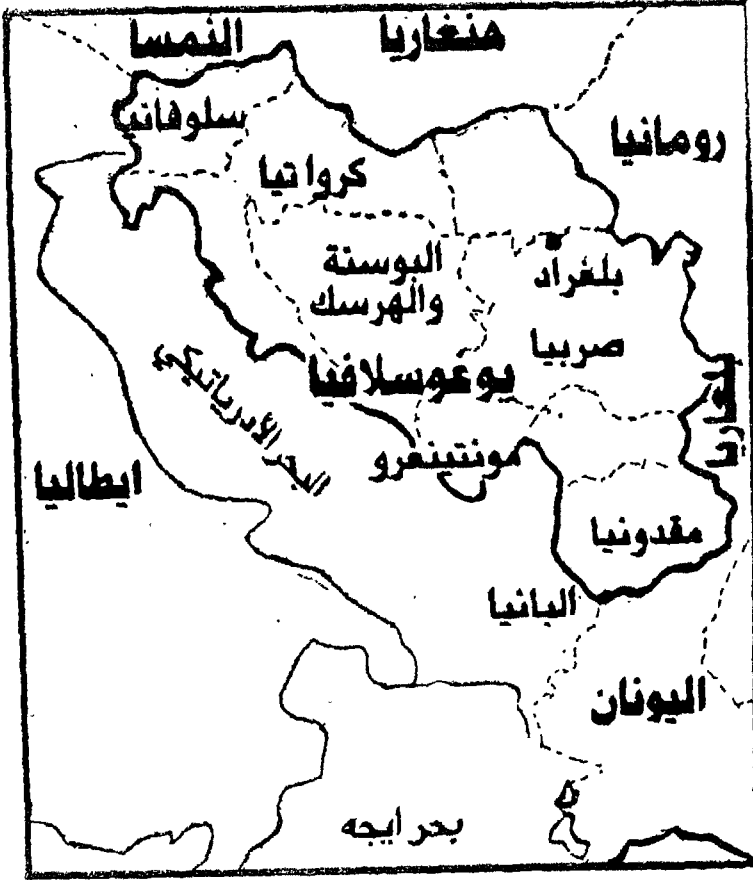 النمسا
هنغاريا
سلوفانيا
رومانيا
كرواتيا
البوسنة
والهرسك
بلغراد
صربيا
يوغوسلافيا
بلغاريا
البحر الأدرياتيكي
مونتينغرو
ايطاليا
مقدونيا
البانيا
اليونان
بحر ايجه